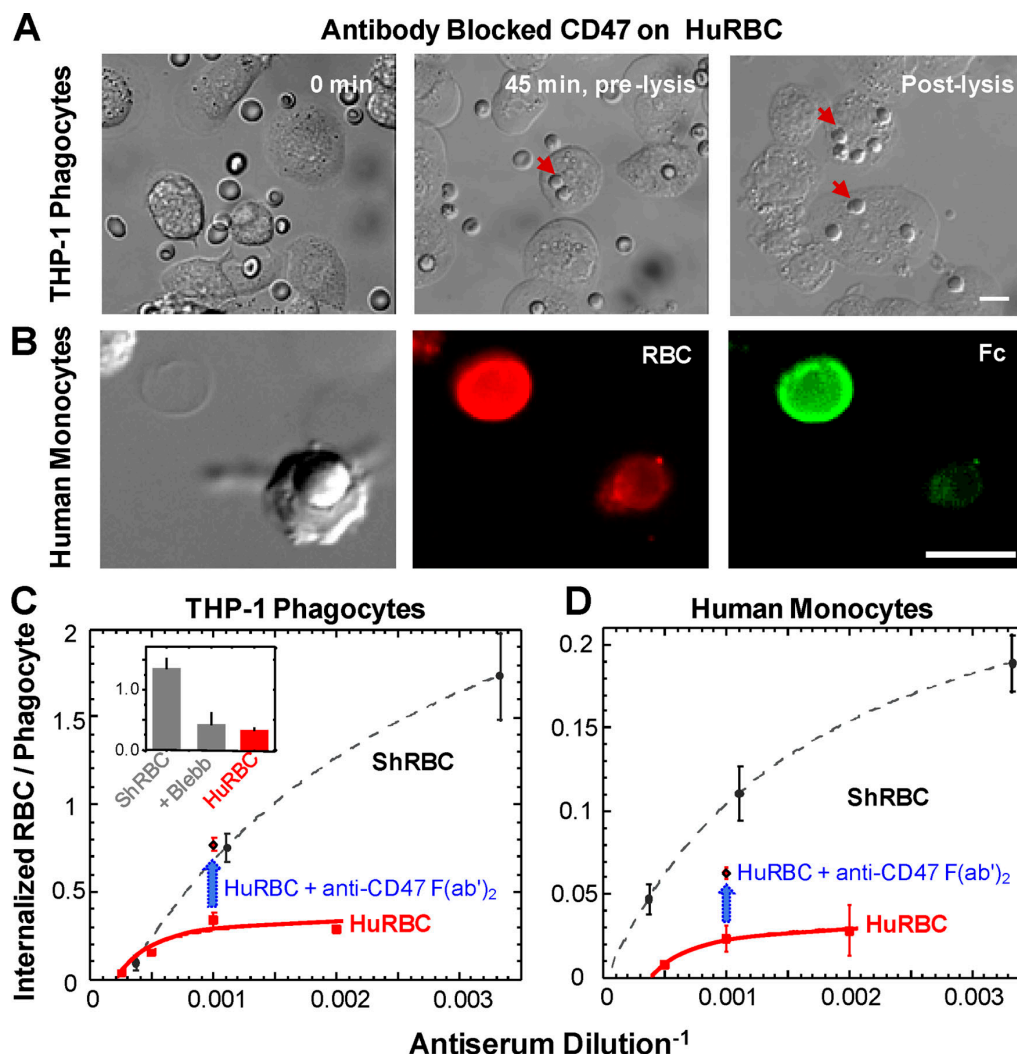 A
Antibody Blocked CD47 on HuRBC
THP-1 Phagocytes
0 min
45 min, pre-lysis
Post-lysis
B
Human Monocytes
RBC
Fc
C
THP-1 Phagocytes
Internalized RBC / Phagocyte
2
1.5
1
0.5
0
1.0
0.0
ShRBC
+ Blebb
HuRBC
ShRBC
HuRBC + anti-CD47 F(ab')₂
HuRBC
0
0.001
0.002
0.003
D
Human Monocytes
0.2
0.15
0.1
0.05
0
ShRBC
HuRBC + anti-CD47 F(ab')₂
HuRBC
0
0.001
0.002
0.003
Antiserum Dilution⁻¹